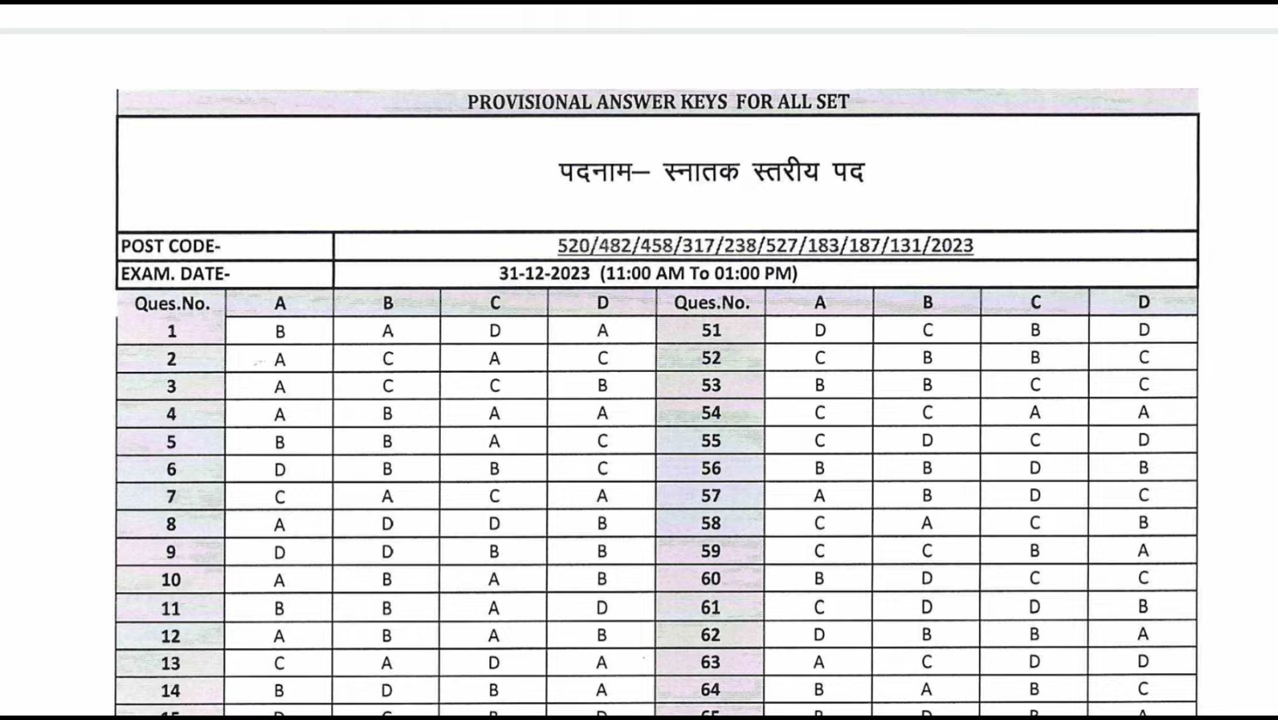 PROVISIONAL ANSWER KEYS FOR ALL SET
पदनाम– स्नातक स्तरीय पद
POST CODE- 520/482/458/317/238/527/183/187/131/2023
EXAM. DATE- 31-12-2023 (11:00 AM To 01:00 PM)
Ques.No. A B C D Ques.No. A B C D
1 B A D A 51 D C B D
2 A C A C 52 C B B C
3 A C C B 53 B B C C
4 A B A A 54 C C A A
5 B B A C 55 C D C D
6 D B B C 56 B B D B
7 C A C A 57 A B D C
8 A D D B 58 C A C B
9 D D B B 59 C C B A
10 A B A B 60 B D C C
11 B B A D 61 C D D B
12 A B A B 62 D B B A
13 C A D A 63 A C D D
14 B D B A 64 B A B C